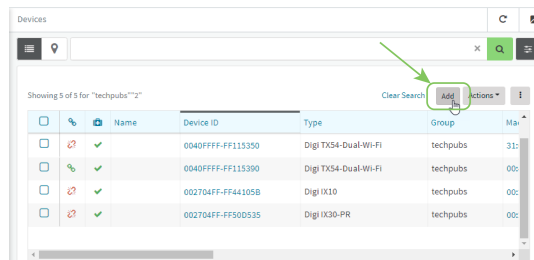 Devices
Showing 5 of 5 for "techpubs""2" Clear Search Add Actions
Name Device ID Type Group Mac
0040FFFF-FF115350 Digi TX54-Dual-Wi-Fi techpubs 31:
0040FFFF-FF115390 Digi TX54-Dual-Wi-Fi techpubs 00:
002704FF-FF44105B Digi IX10 techpubs 00:
002704FF-FF50D535 Digi IX30-PR techpubs 00: